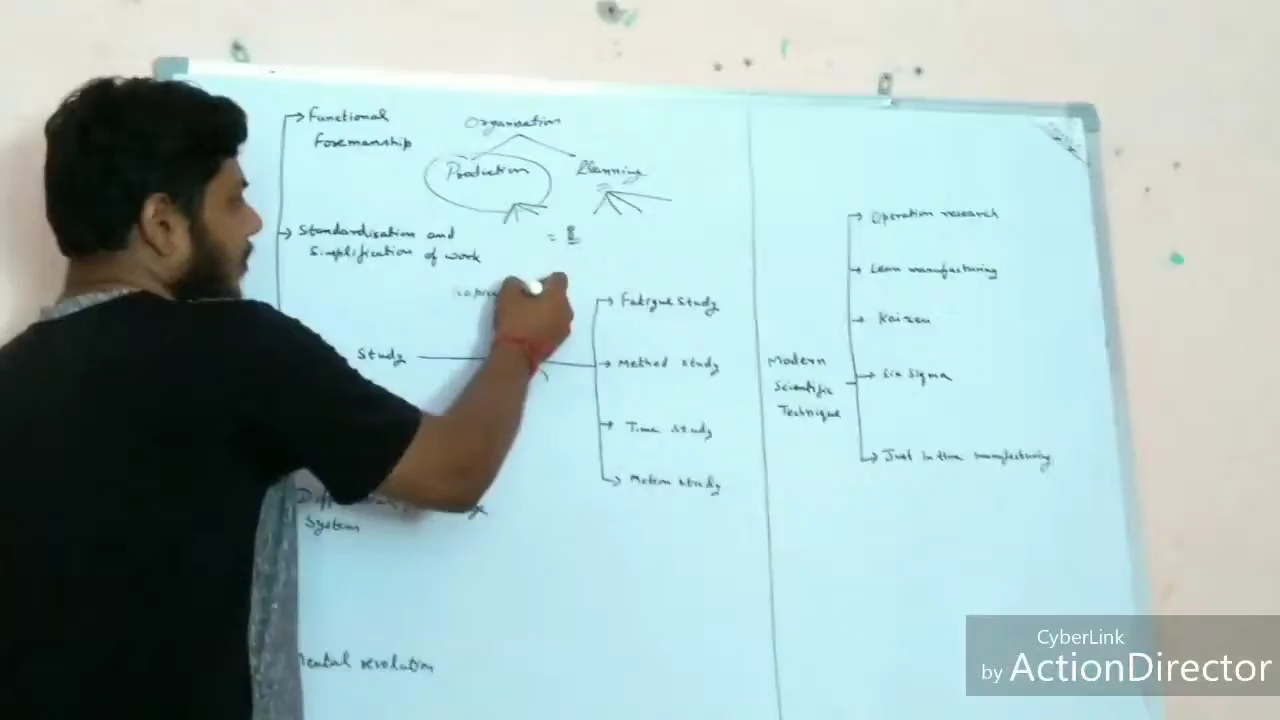 Functional
Foremanship
Organisation
Production
Planning
Standardisation and
Simplification of work
=
Study
Fatigue study
Method study
Time study
Motion study
System
Mental revolution
Modern
Scientific
Technique
Operation research
Lean manufacturing
Kaizen
Six Sigma
Just in time manufacturing
CyberLink
by ActionDirector